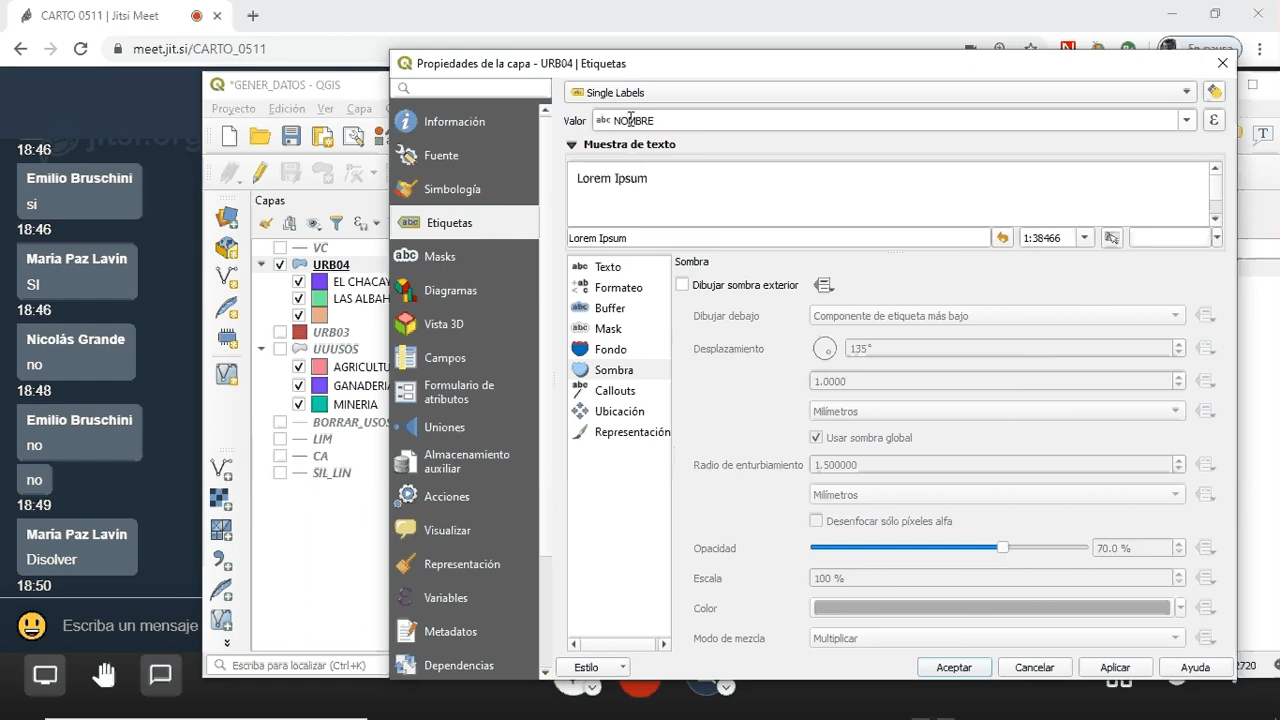 CARTO 0511 | Jitsi Meet
meet.jit.si/CARTO_0511
En pausa
18:46
Emilio Bruschini
si
18:46
María Paz Lavin
SI
18:46
Nicolás Grande
no
18:48
Emilio Bruschini
no
no
18:49
María Paz Lavin
Disolver
18:50
Escriba un mensaje
*GENER_DATOS - QGIS
Proyecto Edición Ver Capa
Capas
VC
URB04
EL CHACAY
LAS ALBAH
URB03
UUUSOS
AGRICULTU
GANADERIA
MINERIA
BORRAR_USOS
LIM
CA
SIL_LIN
Escriba para localizar (Ctrl+K)
Propiedades de la capa - URB04 | Etiquetas
Información
Fuente
Simbología
Etiquetas
Masks
Diagramas
Vista 3D
Campos
Formulario de
atributos
Uniones
Almacenamiento
auxiliar
Acciones
Visualizar
Representación
Variables
Metadatos
Dependencias
Single Labels
Valor abc NOMBRE
Muestra de texto
Lorem Ipsum
Lorem Ipsum 1:38466
Texto
Formateo
Buffer
Mask
Fondo
Sombra
Callouts
Ubicación
Representación
Sombra
Dibujar sombra exterior
Dibujar debajo Componente de etiqueta más bajo
Desplazamiento 135°
1.0000
Milímetros
Usar sombra global
Radio de enturbiamiento 1.500000
Milímetros
Desenfocar sólo píxeles alfa
Opacidad 70.0 %
Escala 100 %
Color
Modo de mezcla Multiplicar
Estilo Aceptar Cancelar Aplicar Ayuda
2720